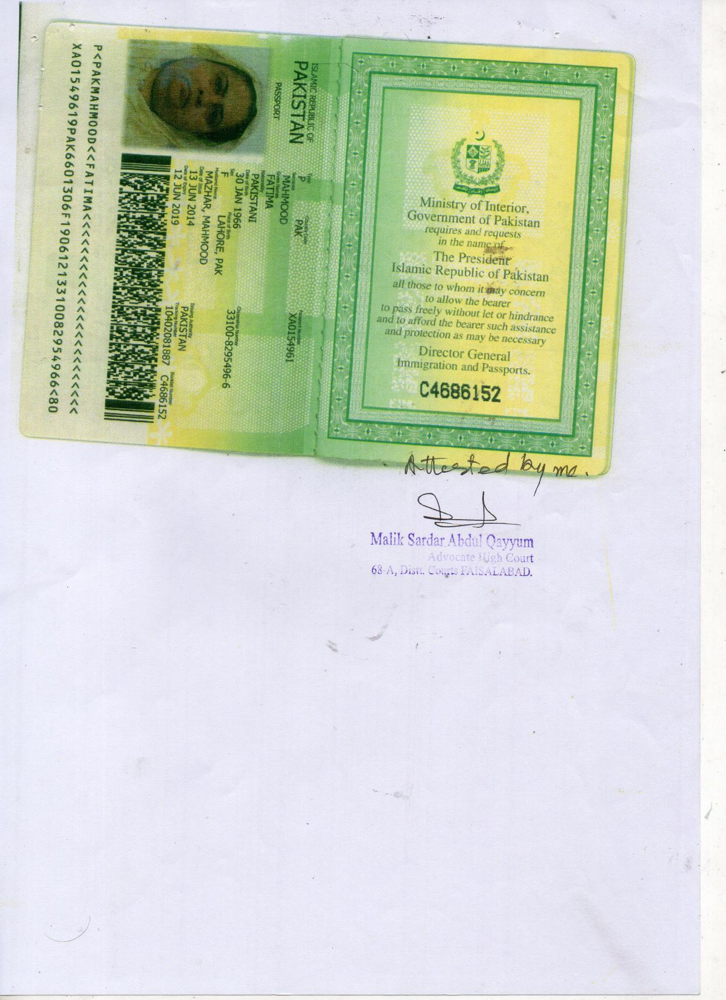 Ministry of Interior,
Government of Pakistan
requires and requests
in the name of
The President
Islamic Republic of Pakistan
all those to whom it may concern
to allow the bearer
to pass freely without let or hindrance
and to afford the bearer such assistance
and protection as may be necessary
Director General
Immigration and Passports.
C4686152
ISLAMIC REPUBLIC OF
PAKISTAN
PASSPORT
Type Country Code Passport Number
P PAK XA0154961
Surname
MAHMOOD
Given Names
FATIMA
Nationality
PAKISTANI
Date of Birth Citizenship Number
30 JAN 1966 33100-8295496-6
Sex Place of Birth
F LAHORE, PAK
Husband Name
MAZHAR, MAHMOOD
Date of Issue Issuing Authority
13 JUN 2014 PAKISTAN
Date of Expiry Tracking Number Booklet Number
12 JUN 2019 10402081887 C4686152
P<PAKMAHMOOD<<FATIMA<<<<<<<<<<<<<<<<<<<<<<<<
XA01549619PAK6601306F19061213310082954966<80
Attested by me.
Malik Sardar Abdul Qayyum
Advocate High Court
68-A, Distt. Courts FAISALABAD.